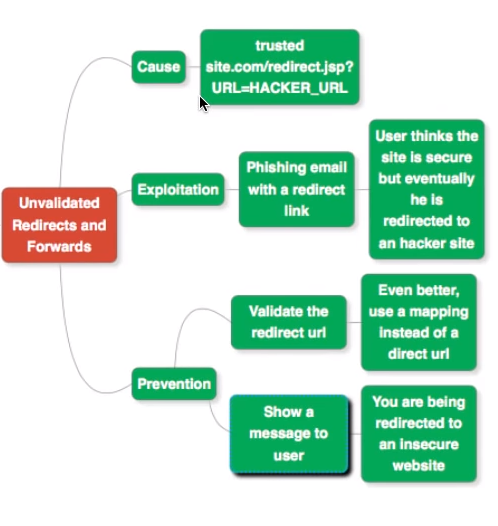 Unvalidated
Redirects and
Forwards
Cause
trusted
site.com/redirect.jsp?
URL=HACKER_URL
Exploitation
Phishing email
with a redirect
link
User thinks the
site is secure
but eventually
he is
redirected to
an hacker site
Prevention
Validate the
redirect url
Even better,
use a mapping
instead of a
direct url
Show a
message to
user
You are being
redirected to
an insecure
website